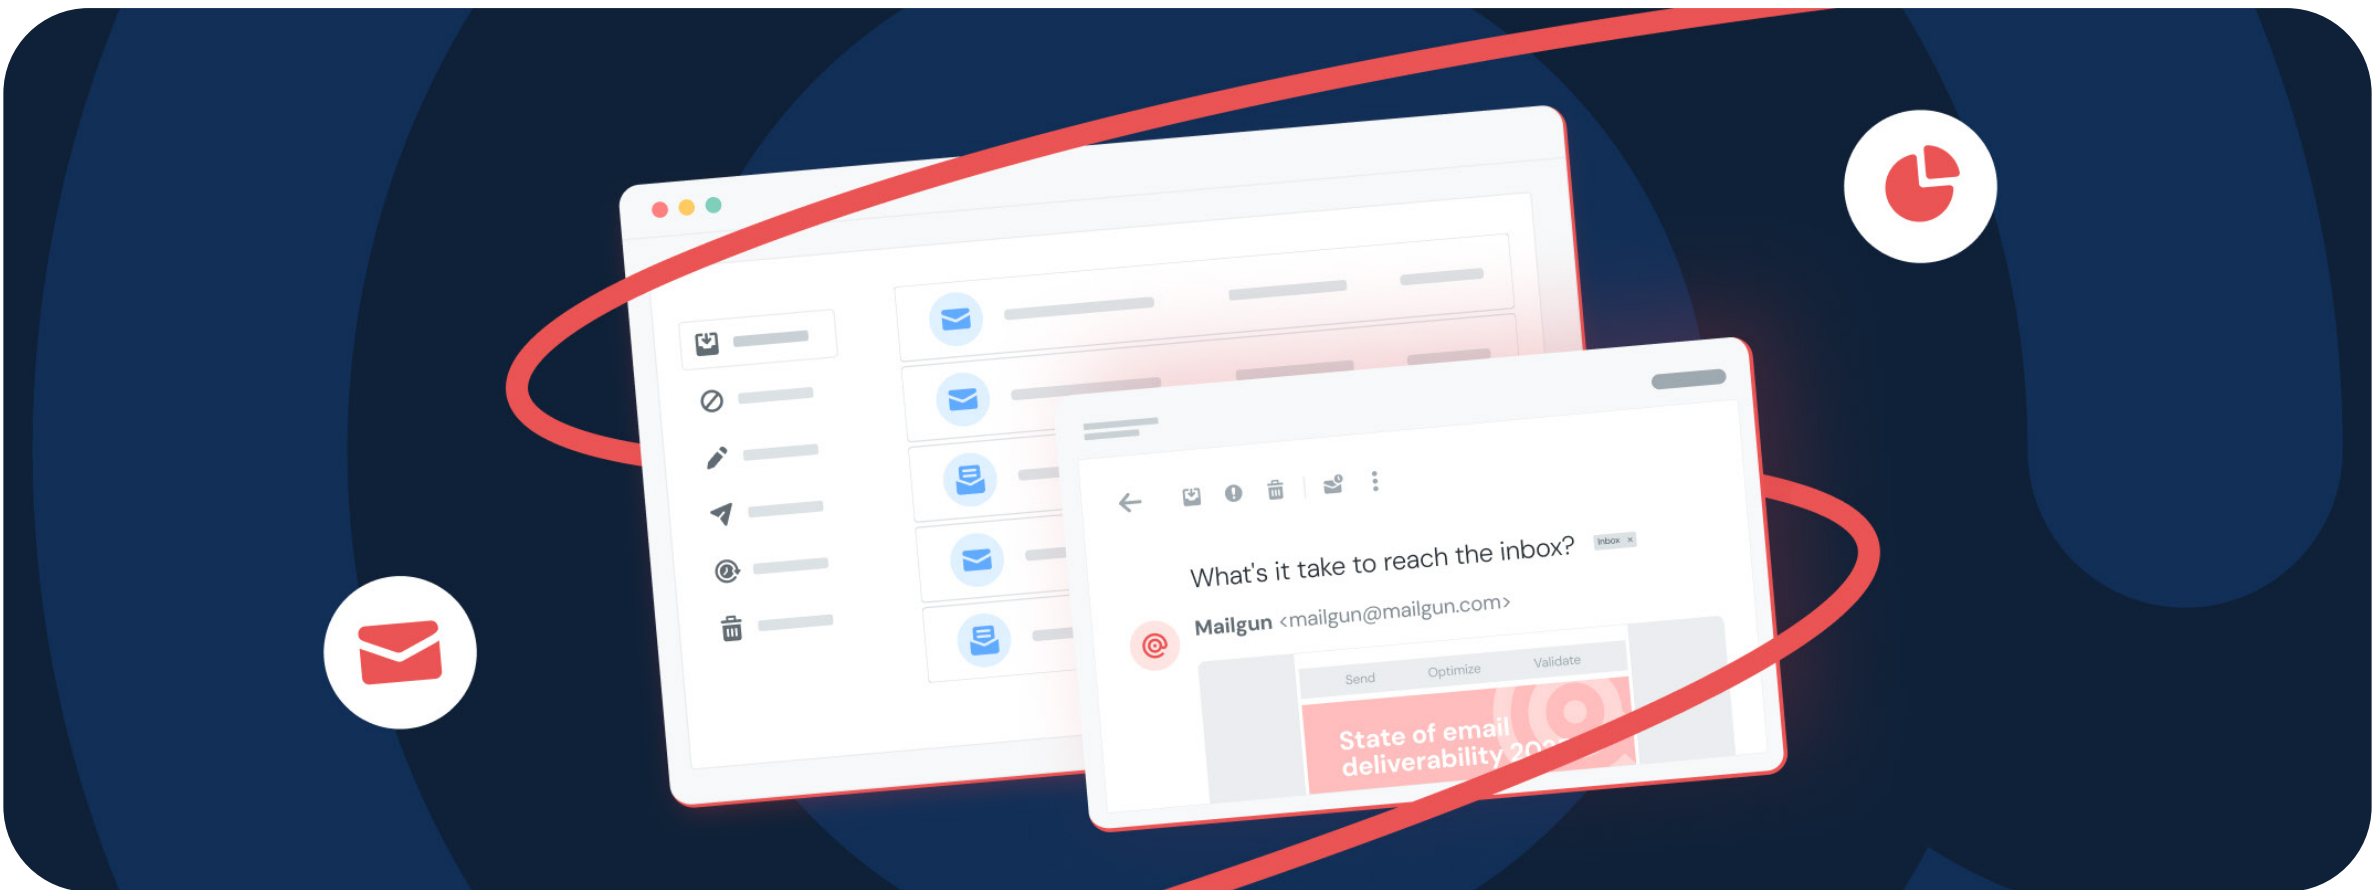 What's it take to reach the inbox?
Inbox ×
Mailgun <mailgun@mailgun.com>
Send Optimize Validate
State of email
deliverability